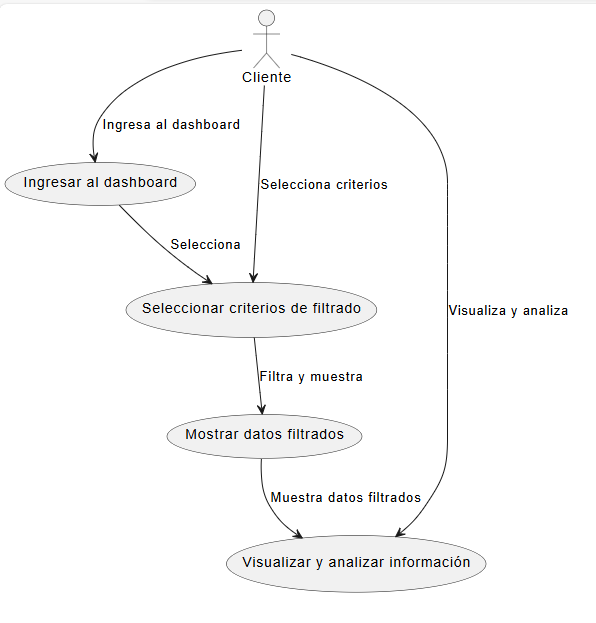 Cliente
Ingresa al dashboard
Ingresar al dashboard
Selecciona criterios
Selecciona
Seleccionar criterios de filtrado
Visualiza y analiza
Filtra y muestra
Mostrar datos filtrados
Muestra datos filtrados
Visualizar y analizar información